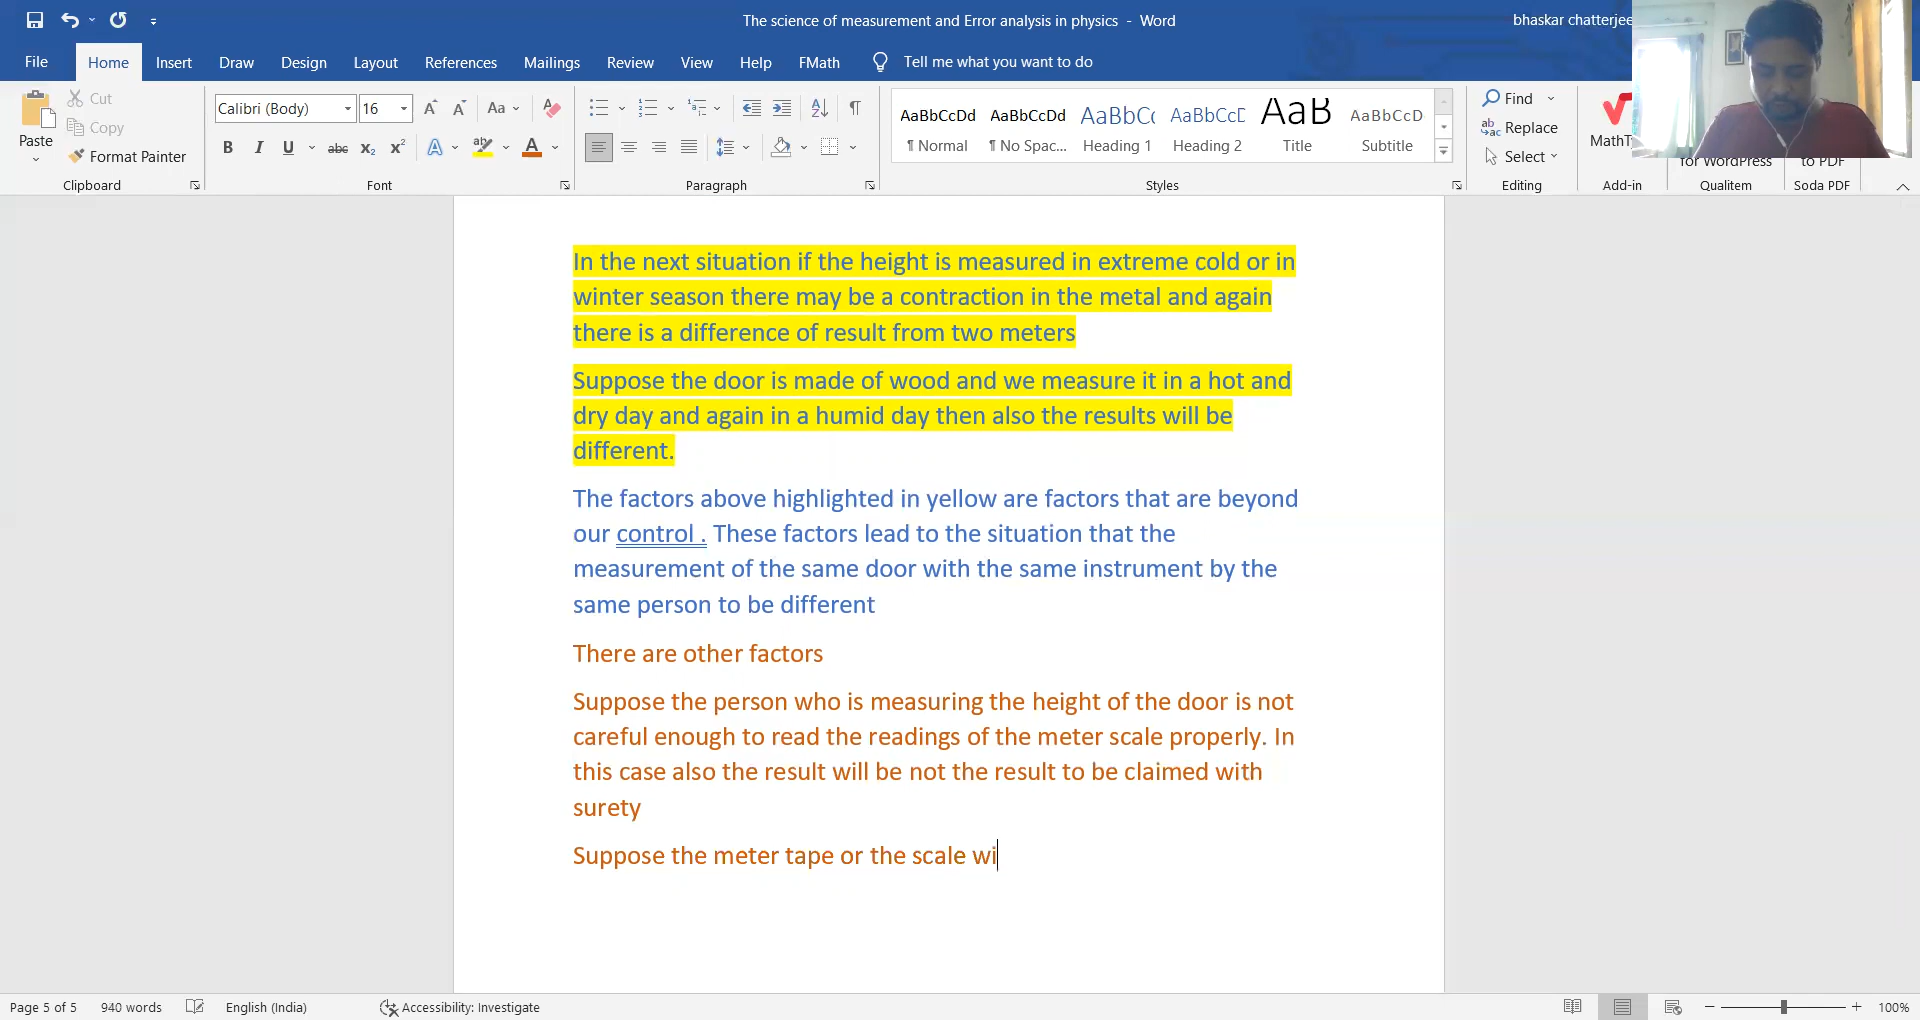 The science of measurement and Error analysis in physics - Word
bhaskar chatterjee
File Home Insert Draw Design Layout References Mailings Review View Help FMath Tell me what you want to do
Paste
Cut
Copy
Format Painter
Clipboard
Calibri (Body) 16
Aa
B I U abc x₂ x² A A
Font
Paragraph
AaBbCcDd AaBbCcDd AaBbCc AaBbCcD AaB AaBbCcD
¶ Normal ¶ No Spac... Heading 1 Heading 2 Title Subtitle
Styles
Find
Replace
Select
Editing
Add-in
for WordPress
Qualitem
to PDF
Soda PDF
In the next situation if the height is measured in extreme cold or in
winter season there may be a contraction in the metal and again
there is a difference of result from two meters
Suppose the door is made of wood and we measure it in a hot and
dry day and again in a humid day then also the results will be
different.
The factors above highlighted in yellow are factors that are beyond
our control . These factors lead to the situation that the
measurement of the same door with the same instrument by the
same person to be different
There are other factors
Suppose the person who is measuring the height of the door is not
careful enough to read the readings of the meter scale properly. In
this case also the result will be not the result to be claimed with
surety
Suppose the meter tape or the scale wi
Page 5 of 5 940 words English (India) Accessibility: Investigate 100%